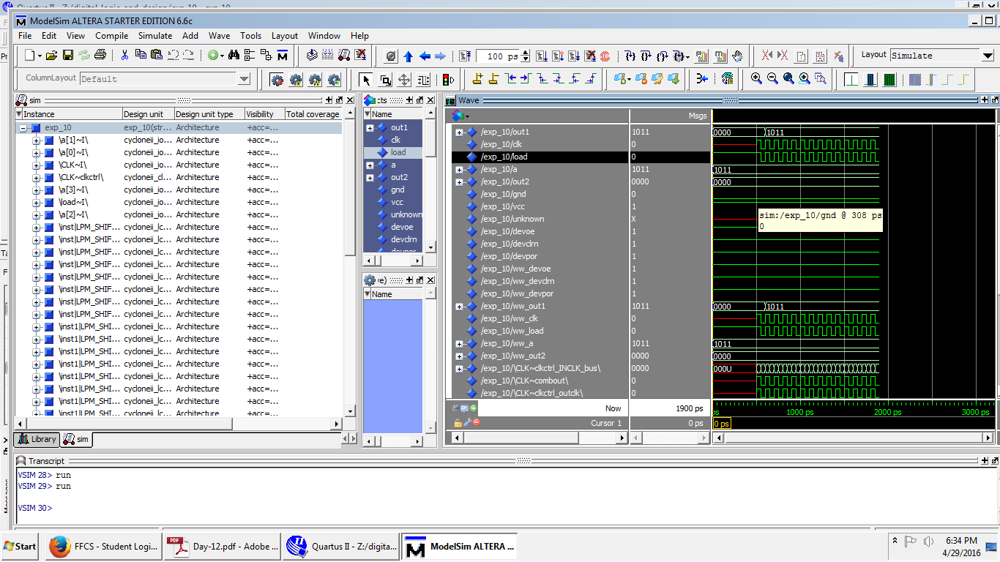 Quartus II - Z:/digital-logic-and-design/exp_10 - exp_10
ModelSim ALTERA STARTER EDITION 6.6c
File Edit View Compile Simulate Add Wave Tools Layout Window Help
100 ps
Layout Simulate
ColumnLayout Default
sim
Instance Design unit Design unit type Visibility Total coverage
exp_10 exp_10(str... Architecture +acc=...
\a[1]~I\ cycloneii_io... Architecture +acc=...
\a[0]~I\ cycloneii_io... Architecture +acc=...
\CLK~I\ cycloneii_io... Architecture +acc=...
\CLK~clkctrl\ cycloneii_cl... Architecture +acc=...
\a[3]~I\ cycloneii_io... Architecture +acc=...
\load~I\ cycloneii_io... Architecture +acc=...
\a[2]~I\ cycloneii_io... Architecture +acc=...
\inst|LPM_SHIF... cycloneii_lc... Architecture +acc=...
\inst|LPM_SHIF... cycloneii_lc... Architecture +acc=...
\inst|LPM_SHIF... cycloneii_lc... Architecture +acc=...
\inst|LPM_SHIF... cycloneii_lc... Architecture +acc=...
\inst|LPM_SHIF... cycloneii_lc... Architecture +acc=...
\inst|LPM_SHIF... cycloneii_lc... Architecture +acc=...
\inst|LPM_SHIF... cycloneii_lc... Architecture +acc=...
\inst|LPM_SHIF... cycloneii_lc... Architecture +acc=...
\inst1|LPM_SHI... cycloneii_lc... Architecture +acc=...
\inst1|LPM_SHI... cycloneii_lc... Architecture +acc=...
\inst1|LPM_SHI... cycloneii_lc... Architecture +acc=...
\inst1|LPM_SHI... cycloneii_lc... Architecture +acc=...
\inst1|LPM_SHI... cycloneii_lc... Architecture +acc=...
\inst1|LPM_SHI... cycloneii_lc... Architecture +acc=...
\inst1|LPM_SHI... cycloneii_lc... Architecture +acc=...
Library sim
cts
Name
out1
clk
load
a
out2
gnd
vcc
unknown
devoe
devclrn
devpor
ve)
Name
Wave
Msgs
/exp_10/out1 1011 0000 1011
/exp_10/clk 0
/exp_10/load 0
/exp_10/a 1011 1011
/exp_10/out2 0000 0000
/exp_10/gnd 0
/exp_10/vcc 1
/exp_10/unknown X
/exp_10/devoe 1
/exp_10/devclrn 1
/exp_10/devpor 1
/exp_10/ww_devoe 1
/exp_10/ww_devclrn 1
/exp_10/ww_devpor 1
/exp_10/ww_out1 1011 0000 1011
/exp_10/ww_clk 0
/exp_10/ww_load 0
/exp_10/ww_a 1011 1011
/exp_10/ww_out2 0000 0000
/exp_10/\CLK~clkctrl_INCLK_bus\ 0000 000U
/exp_10/\CLK~combout\ 0
/exp_10/\CLK~clkctrl_outclk\ 0
sim:/exp_10/gnd @ 308 ps
0
Now 1900 ps ps 1000 ps 2000 ps 3000 ps
Cursor 1 0 ps 0 ps
Transcript
VSIM 28> run
VSIM 29> run
VSIM 30>
Start FFCS - Student Logi... Day-12.pdf - Adobe ... Quartus II - Z:/digita... ModelSim ALTERA ... 6:34 PM
4/29/2016